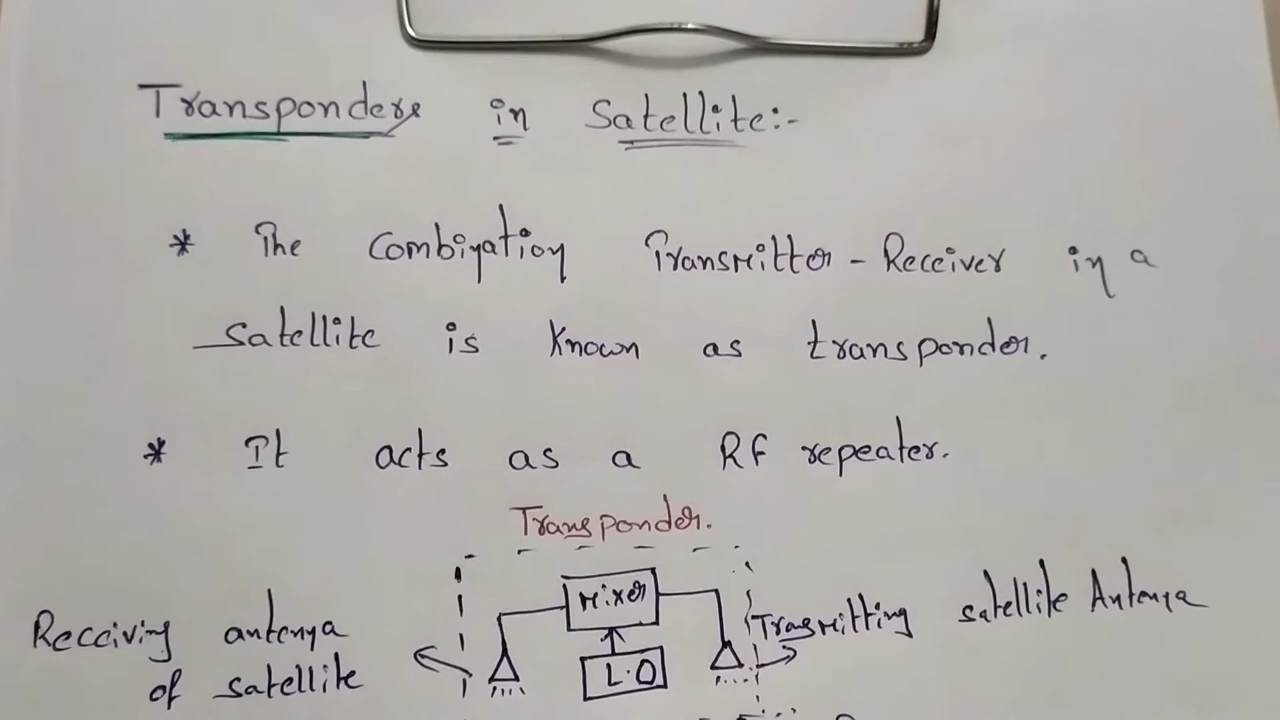 Transponders in Satellite:-
* The Combination Transmitter - Receiver in a
satellite is known as transponder.
* It acts as a RF repeater.
Transponder.
Mixer
Receiving antenna
of satellite
L.O
Trasmitting satellite Antenna